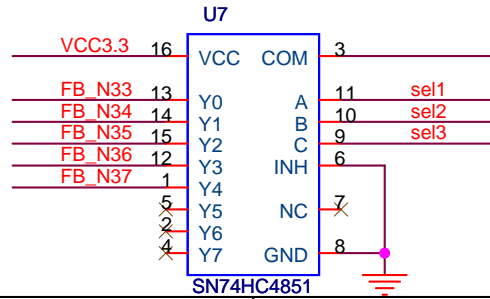 U7
VCC3.3 16 VCC COM 3
FB_N33 13 Y0 A 11 sel1
FB_N34 14 Y1 B 10 sel2
FB_N35 15 Y2 C 9 sel3
FB_N36 12 Y3 INH 6
FB_N37 1 Y4
5 Y5 NC 7
2 Y6
4 Y7 GND 8
SN74HC4851